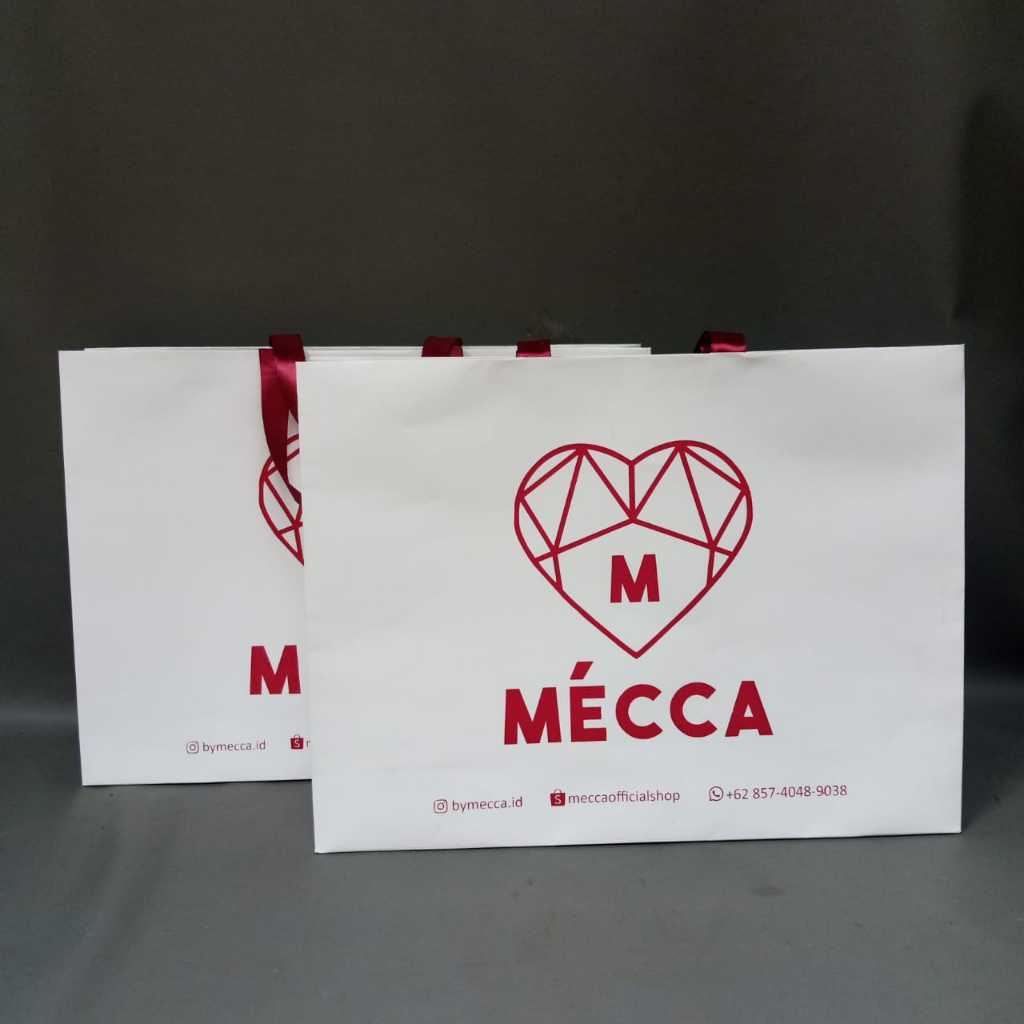 M
MÉCCA
bymecca.id meccaofficialshop +62 857-4048-9038
M
bymecca.id